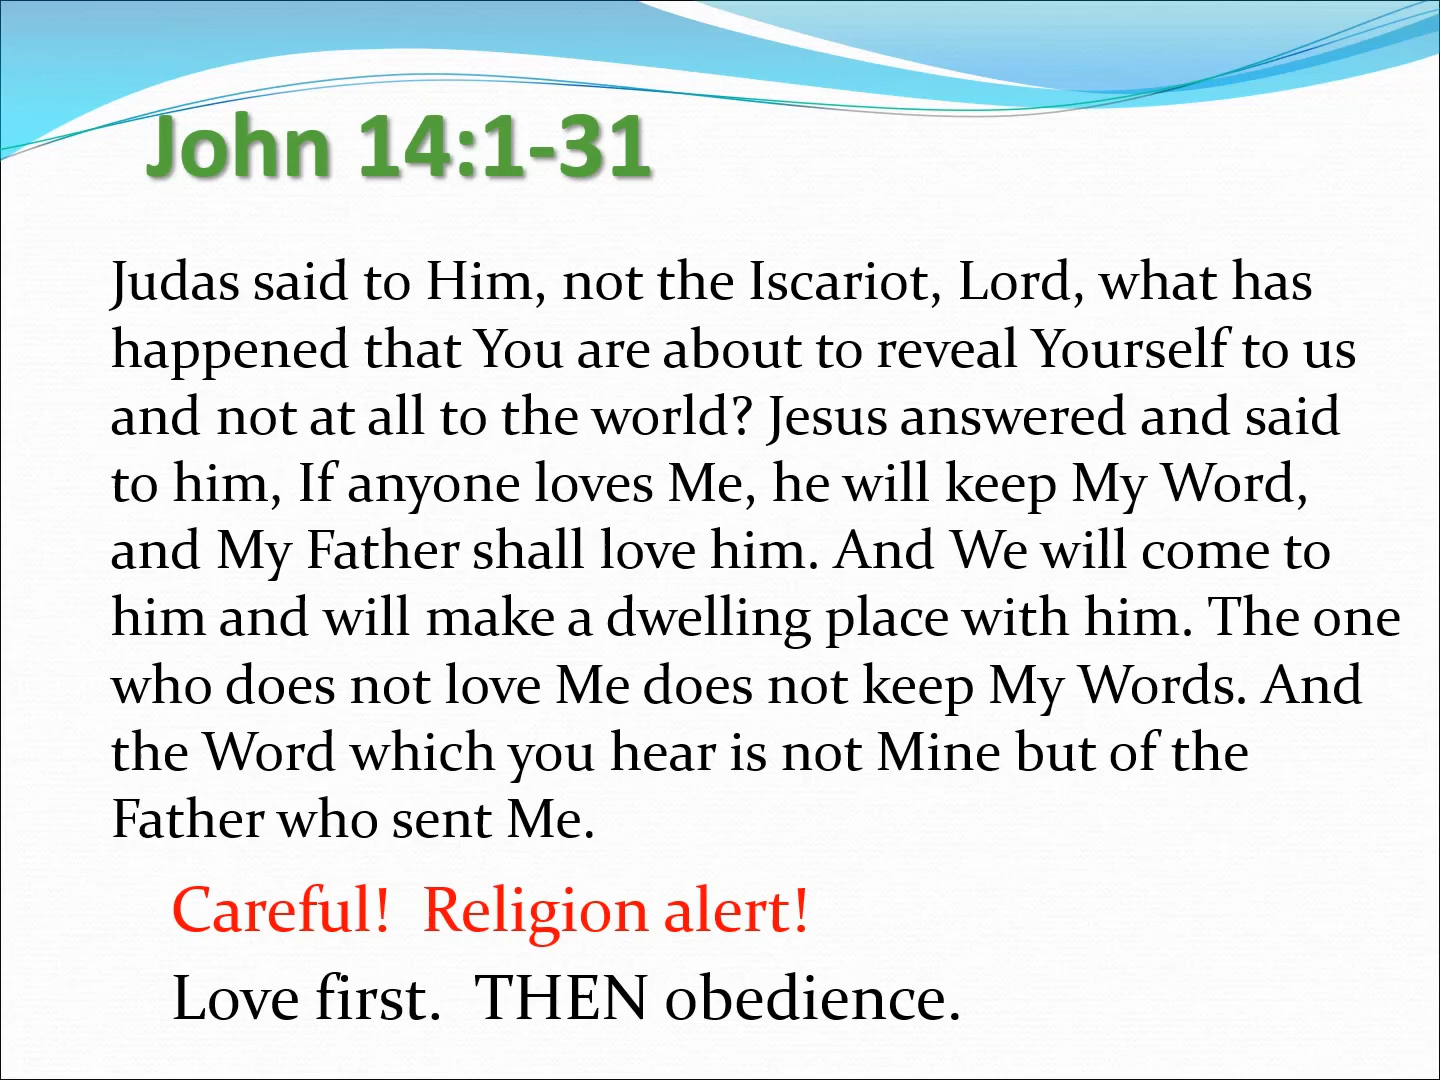 John 14:1-31
Judas said to Him, not the Iscariot, Lord, what has
happened that You are about to reveal Yourself to us
and not at all to the world? Jesus answered and said
to him, If anyone loves Me, he will keep My Word,
and My Father shall love him. And We will come to
him and will make a dwelling place with him. The one
who does not love Me does not keep My Words. And
the Word which you hear is not Mine but of the
Father who sent Me.
Careful!  Religion alert!
Love first.  THEN obedience.